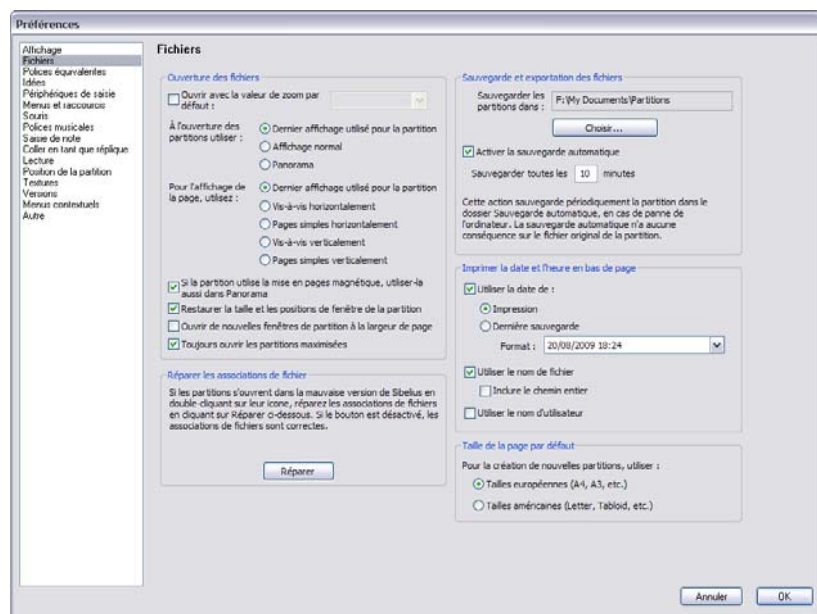 Préférences
Affichage
Fichiers
Polices équivalentes
Idées
Périphériques de saisie
Menus et raccourcis
Souris
Polices musicales
Saisie de note
Coller en tant que réplique
Lecture
Position de la partition
Textures
Versions
Menus contextuels
Autre
Fichiers
Ouverture des fichiers
Ouvrir avec la valeur de zoom par
défaut :
À l'ouverture des
partitions utiliser :
Dernier affichage utilisé pour la partition
Affichage normal
Panorama
Pour l'affichage de
la page, utilisez :
Dernier affichage utilisé pour la partition
Vis-à-vis horizontalement
Pages simples horizontalement
Vis-à-vis verticalement
Pages simples verticalement
Si la partition utilise la mise en pages magnétique, utiliser-la
aussi dans Panorama
Restaurer la taille et les positions de fenêtre de la partition
Ouvrir de nouvelles fenêtres de partition à la largeur de page
Toujours ouvrir les partitions maximisées
Réparer les associations de fichier
Si les partitions s'ouvrent dans la mauvaise version de Sibelius en
double-cliquant sur leur icone, réparez les associations de fichiers
en cliquant sur Réparer ci-dessous. Si le bouton est désactivé, les
associations de fichiers sont correctes.
Réparer
Sauvegarde et exportation des fichiers
Sauvegarder les
partitions dans :
F:\My Documents\Partitions
Choisir...
Activer la sauvegarde automatique
Sauvegarder toutes les 10 minutes
Cette action sauvegarde périodiquement la partition dans le
dossier Sauvegarde automatique, en cas de panne de
l'ordinateur. La sauvegarde automatique n'a aucune
conséquence sur le fichier original de la partition.
Imprimer la date et l'heure en bas de page
Utiliser la date de :
Impression
Dernière sauvegarde
Format : 20/08/2009 18:24
Utiliser le nom de fichier
Inclure le chemin entier
Utiliser le nom d'utilisateur
Taille de la page par défaut
Pour la création de nouvelles partitions, utiliser :
Tailles européennes (A4, A3, etc.)
Tailles américaines (Letter, Tabloid, etc.)
Annuler
OK